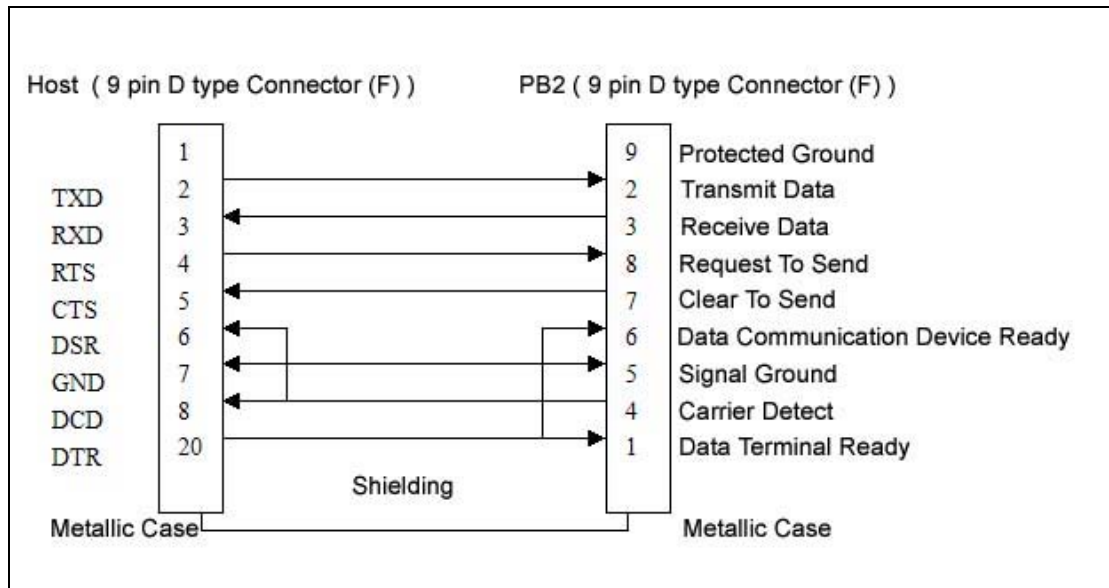 Host ( 9 pin D type Connector (F) ) PB2 ( 9 pin D type Connector (F) )
1 9 Protected Ground
TXD 2 2 Transmit Data
RXD 3 3 Receive Data
RTS 4 8 Request To Send
CTS 5 7 Clear To Send
DSR 6 6 Data Communication Device Ready
GND 7 5 Signal Ground
DCD 8 4 Carrier Detect
DTR 20 1 Data Terminal Ready
Shielding
Metallic Case Metallic Case